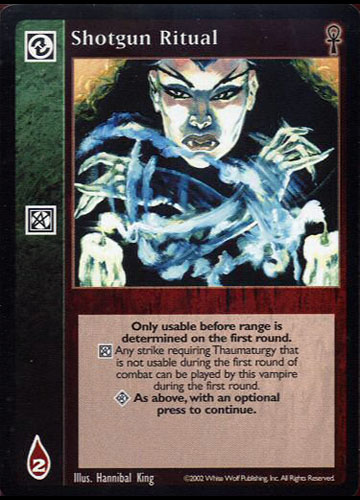 Shotgun Ritual
Only usable before range is
determined on the first round.
Any strike requiring Thaumaturgy that
is not usable during the first round of
combat can be played by this vampire
during the first round.
As above, with an optional
press to continue.
2
Illus. Hannibal King
©2002 White Wolf Publishing, Inc. All Rights Reserved.